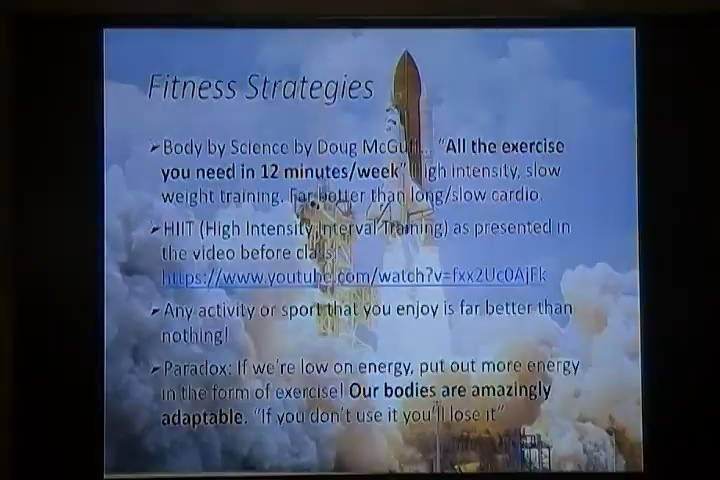 Fitness Strategies
➢Body by Science by Doug McGuff... "All the exercise
you need in 12 minutes/week" High intensity, slow
weight training. Far better than long/slow cardio.
➢HIIT (High Intensity Interval Training) as presented in
the video before class
https://www.youtube.com/watch?v=fxx2Uc0AjFk
➢Any activity or sport that you enjoy is far better than
nothing!
➢Paradox: If we're low on energy, put out more energy
in the form of exercise! Our bodies are amazingly
adaptable. "If you don't use it you'll lose it"